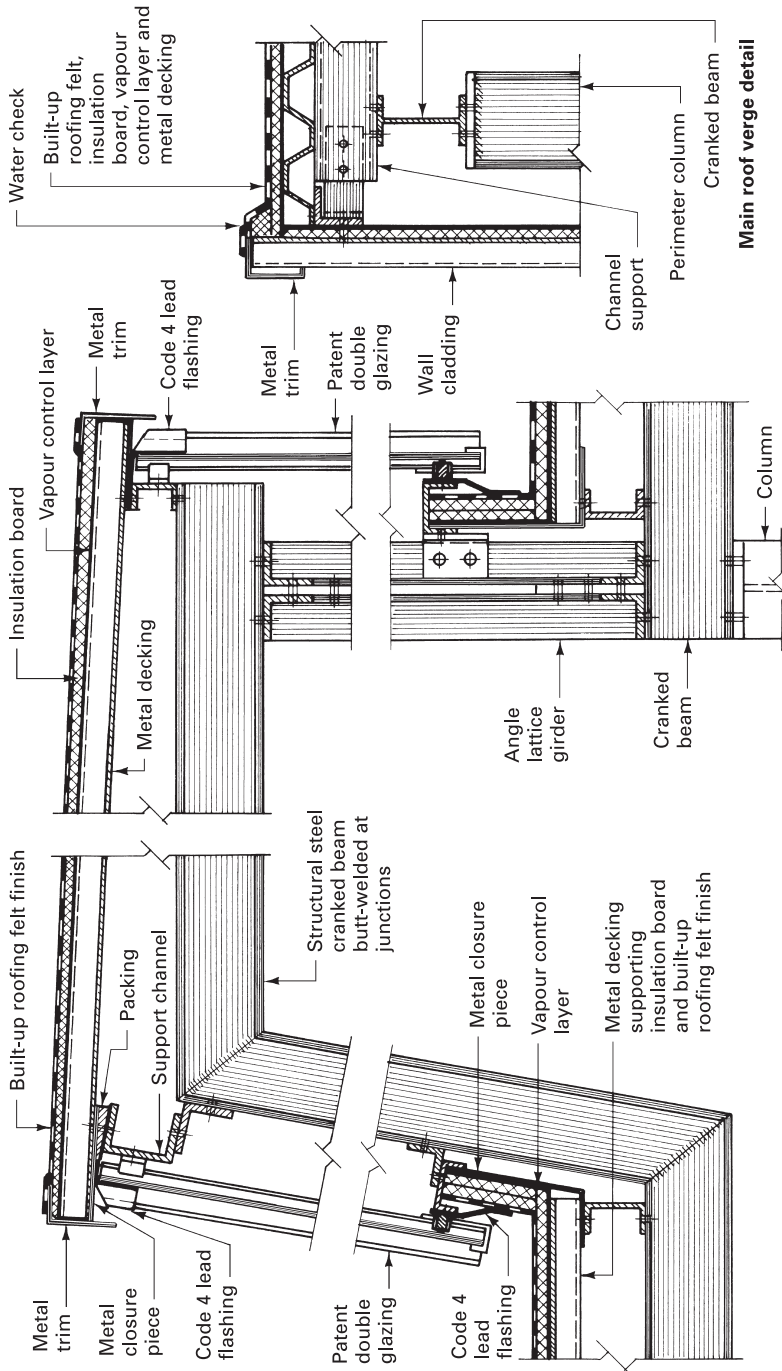 Built-up roofing felt finish
Insulation board
Vapour control layer
Metal
trim
Code 4 lead
flashing
Metal
trim
Metal
closure
piece
Code 4 lead
flashing
Packing
Support channel
Metal decking
Patent
double
glazing
Structural steel
cranked beam
butt-welded at
junctions
Patent
double
glazing
Code 4
lead
flashing
Metal closure
piece
Vapour control
layer
Metal decking
supporting
insulation board
and built-up
roofing felt finish
Angle
lattice
girder
Cranked
beam
Column
Water check
Built-up
roofing felt,
insulation
board, vapour
control layer and
metal decking
Metal
trim
Wall
cladding
Channel
support
Perimeter column
Cranked beam
Main roof verge detail